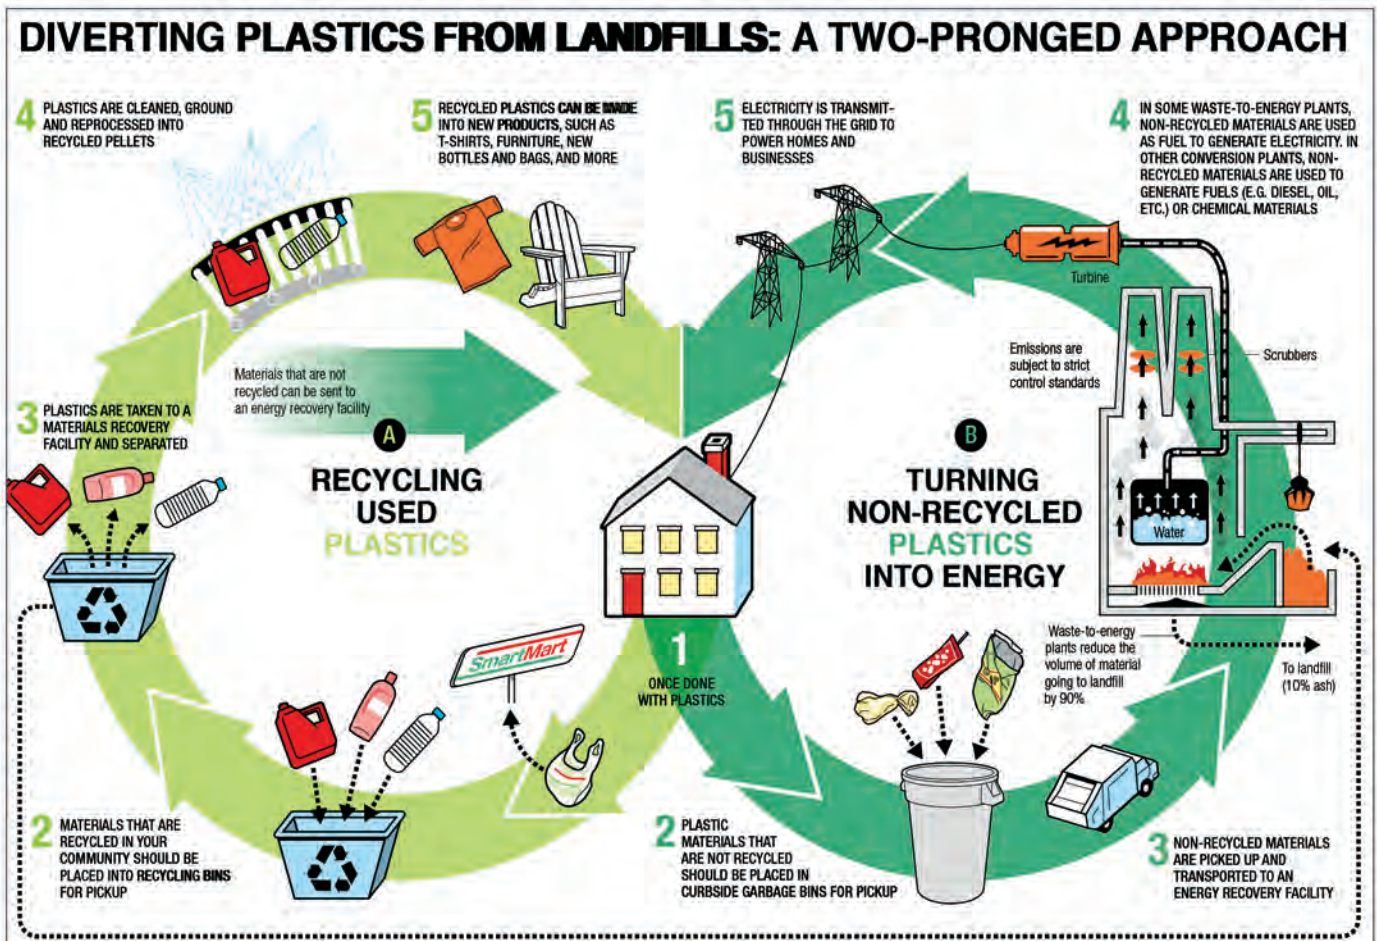 DIVERTING PLASTICS FROM LANDFILLS: A TWO-PRONGED APPROACH
4 PLASTICS ARE CLEANED, GROUND
AND REPROCESSED INTO
RECYCLED PELLETS
5 RECYCLED PLASTICS CAN BE MADE
INTO NEW PRODUCTS, SUCH AS
T-SHIRTS, FURNITURE, NEW
BOTTLES AND BAGS, AND MORE
5 ELECTRICITY IS TRANSMIT-
TED THROUGH THE GRID TO
POWER HOMES AND
BUSINESSES
4 IN SOME WASTE-TO-ENERGY PLANTS,
NON-RECYCLED MATERIALS ARE USED
AS FUEL TO GENERATE ELECTRICITY. IN
OTHER CONVERSION PLANTS, NON-
RECYCLED MATERIALS ARE USED TO
GENERATE FUELS (E.G. DIESEL, OIL,
ETC.) OR CHEMICAL MATERIALS
Turbine
Emissions are
subject to strict
control standards
Scrubbers
Materials that are not
recycled can be sent to
an energy recovery facility
3 PLASTICS ARE TAKEN TO A
MATERIALS RECOVERY
FACILITY AND SEPARATED
A
RECYCLING
USED
PLASTICS
B
TURNING
NON-RECYCLED
PLASTICS
INTO ENERGY
Water
SmartMart
1
ONCE DONE
WITH PLASTICS
Waste-to-energy
plants reduce the
volume of material
going to landfill
by 90%
To landfill
(10% ash)
2 MATERIALS THAT ARE
RECYCLED IN YOUR
COMMUNITY SHOULD BE
PLACED INTO RECYCLING BINS
FOR PICKUP
2 PLASTIC
MATERIALS THAT
ARE NOT RECYCLED
SHOULD BE PLACED IN
CURBSIDE GARBAGE BINS FOR PICKUP
3 NON-RECYCLED MATERIALS
ARE PICKED UP AND
TRANSPORTED TO AN
ENERGY RECOVERY FACILITY